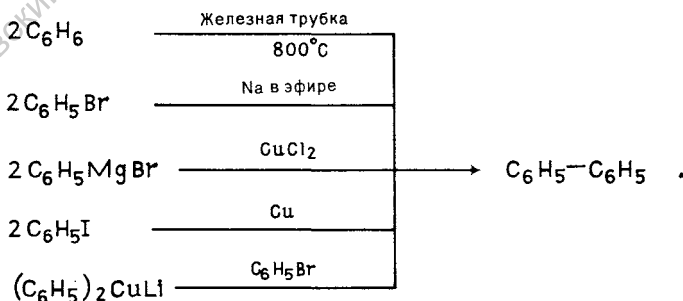 2C₆H₆ Железная трубка
800°C
2C₆H₅Br Na в эфире
2C₆H₅MgBr CuCl₂ C₆H₅—C₆H₅ .
2C₆H₅I Cu
(C₆H₅)₂CuLi C₆H₅Br